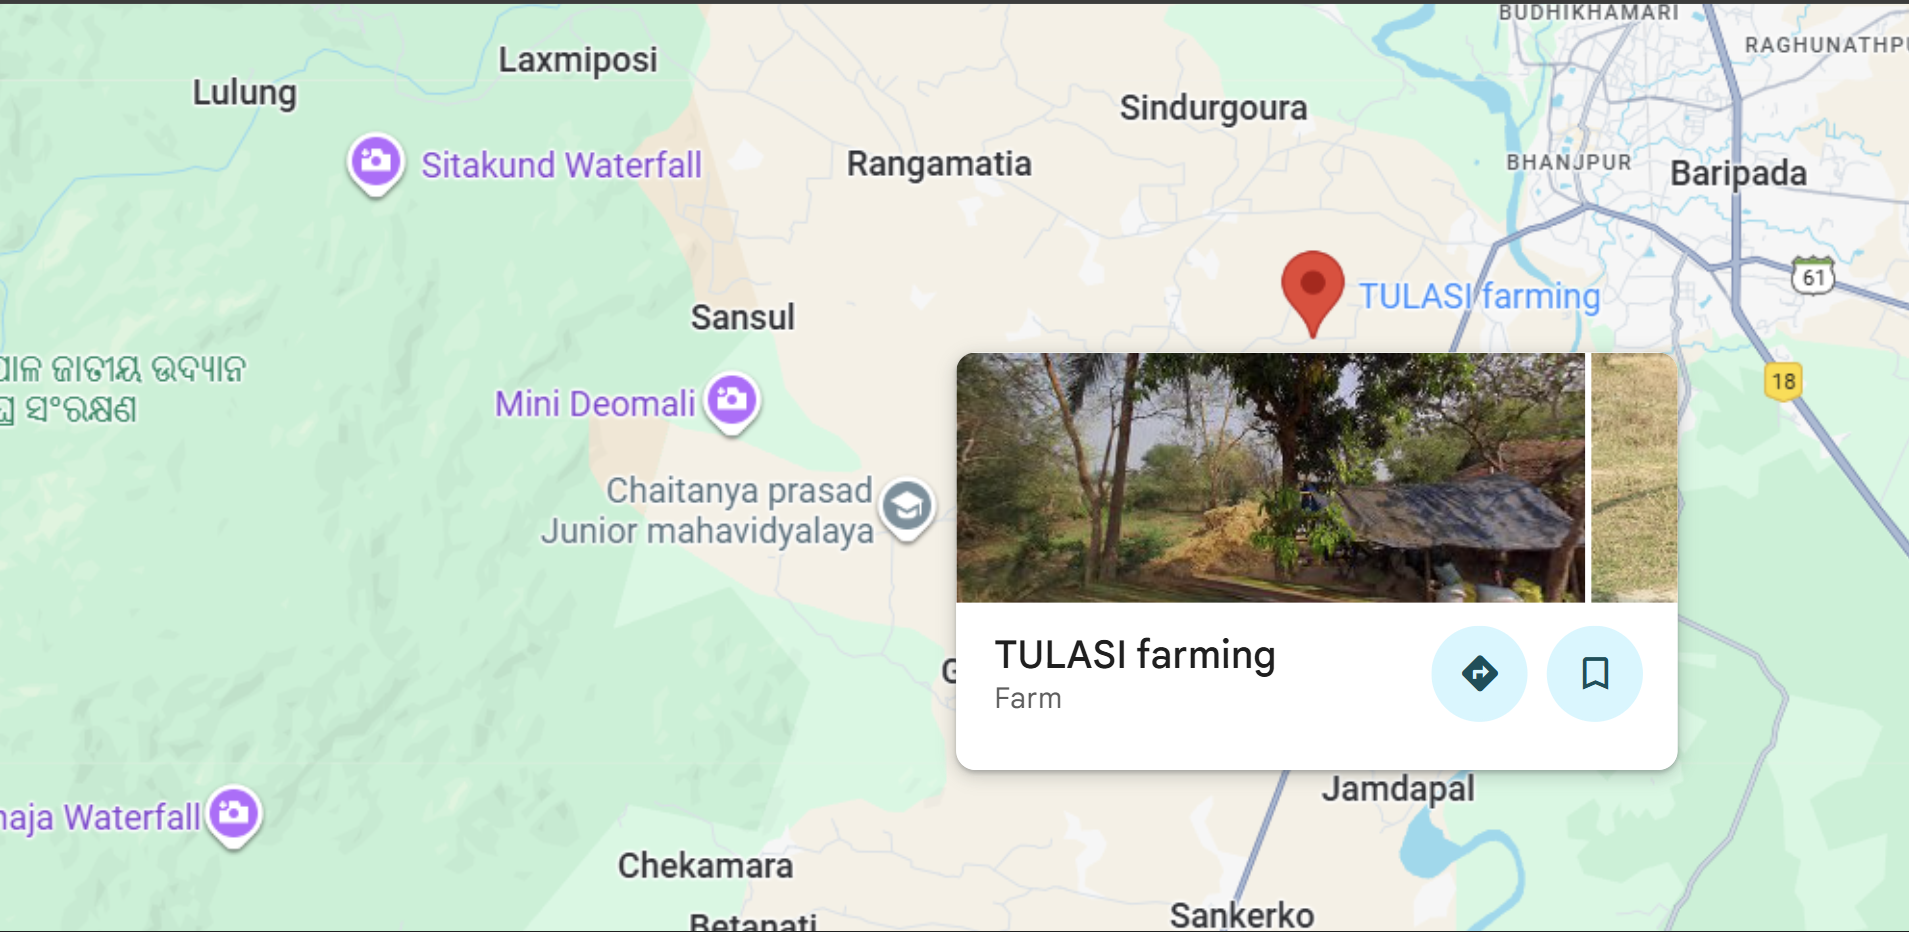 BUDHIKHAMARI
Laxmiposi
RAGHUNATHPU
Lulung
Sindurgoura
Sitakund Waterfall
Rangamatia
BHANJPUR
Baripada
61
TULASI farming
Sansul
ପାଳ ଜାତୀୟ ଉଦ୍ୟାନ
18
Mini Deomali
ସଂରକ୍ଷଣ
Chaitanya prasad
Junior mahavidyalaya
TULASI farming
G
Farm
Jamdapal
naja Waterfall
Chekamara
Sankerko
Betanati